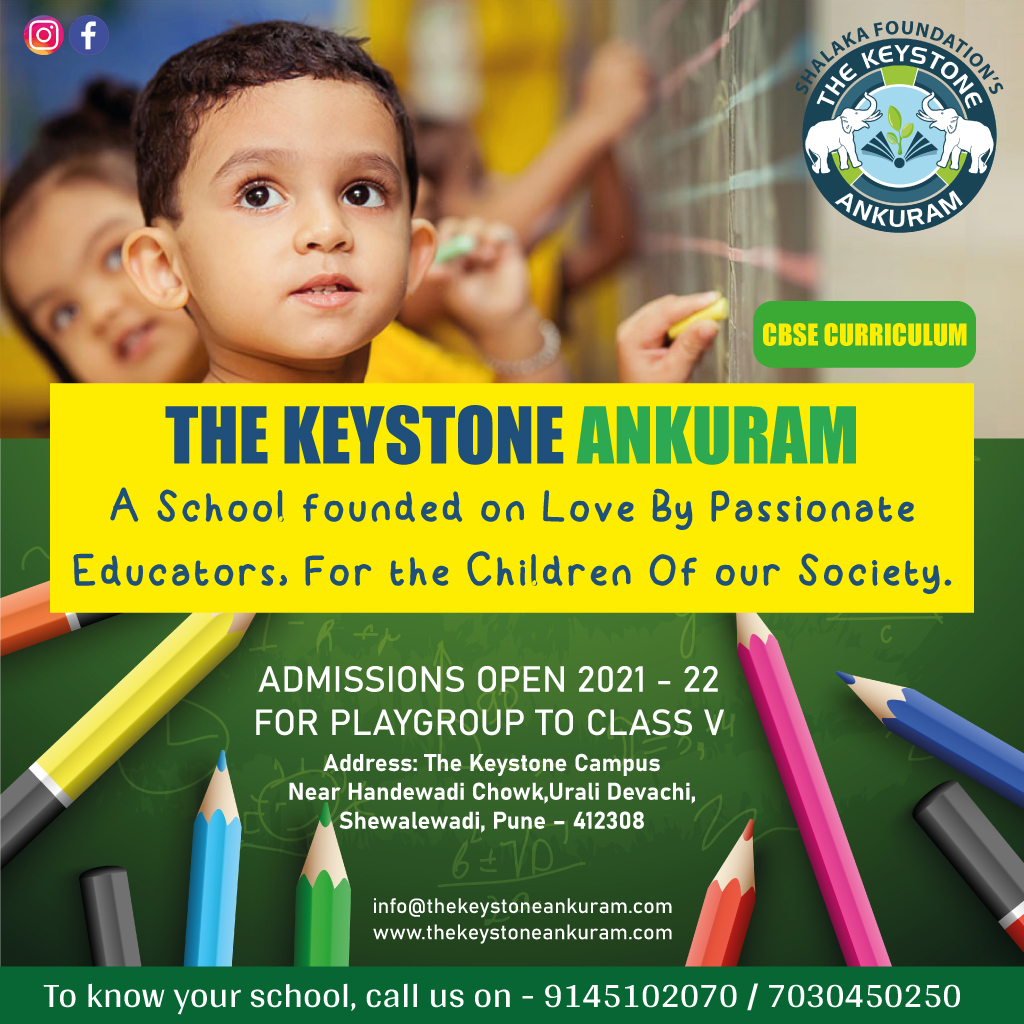 SHALAKA FOUNDATION'S
THE KEYSTONE
ANKURAM
CBSE CURRICULUM
THE KEYSTONE ANKURAM
A School founded on Love By Passionate
Educators, For the Children Of our Society.
ADMISSIONS OPEN 2021 - 22
FOR PLAYGROUP TO CLASS V
Address: The Keystone Campus
Near Handewadi Chowk,Urali Devachi,
Shewalewadi, Pune – 412308
info@thekeystoneankuram.com
www.thekeystoneankuram.com
To know your school, call us on - 9145102070 / 7030450250